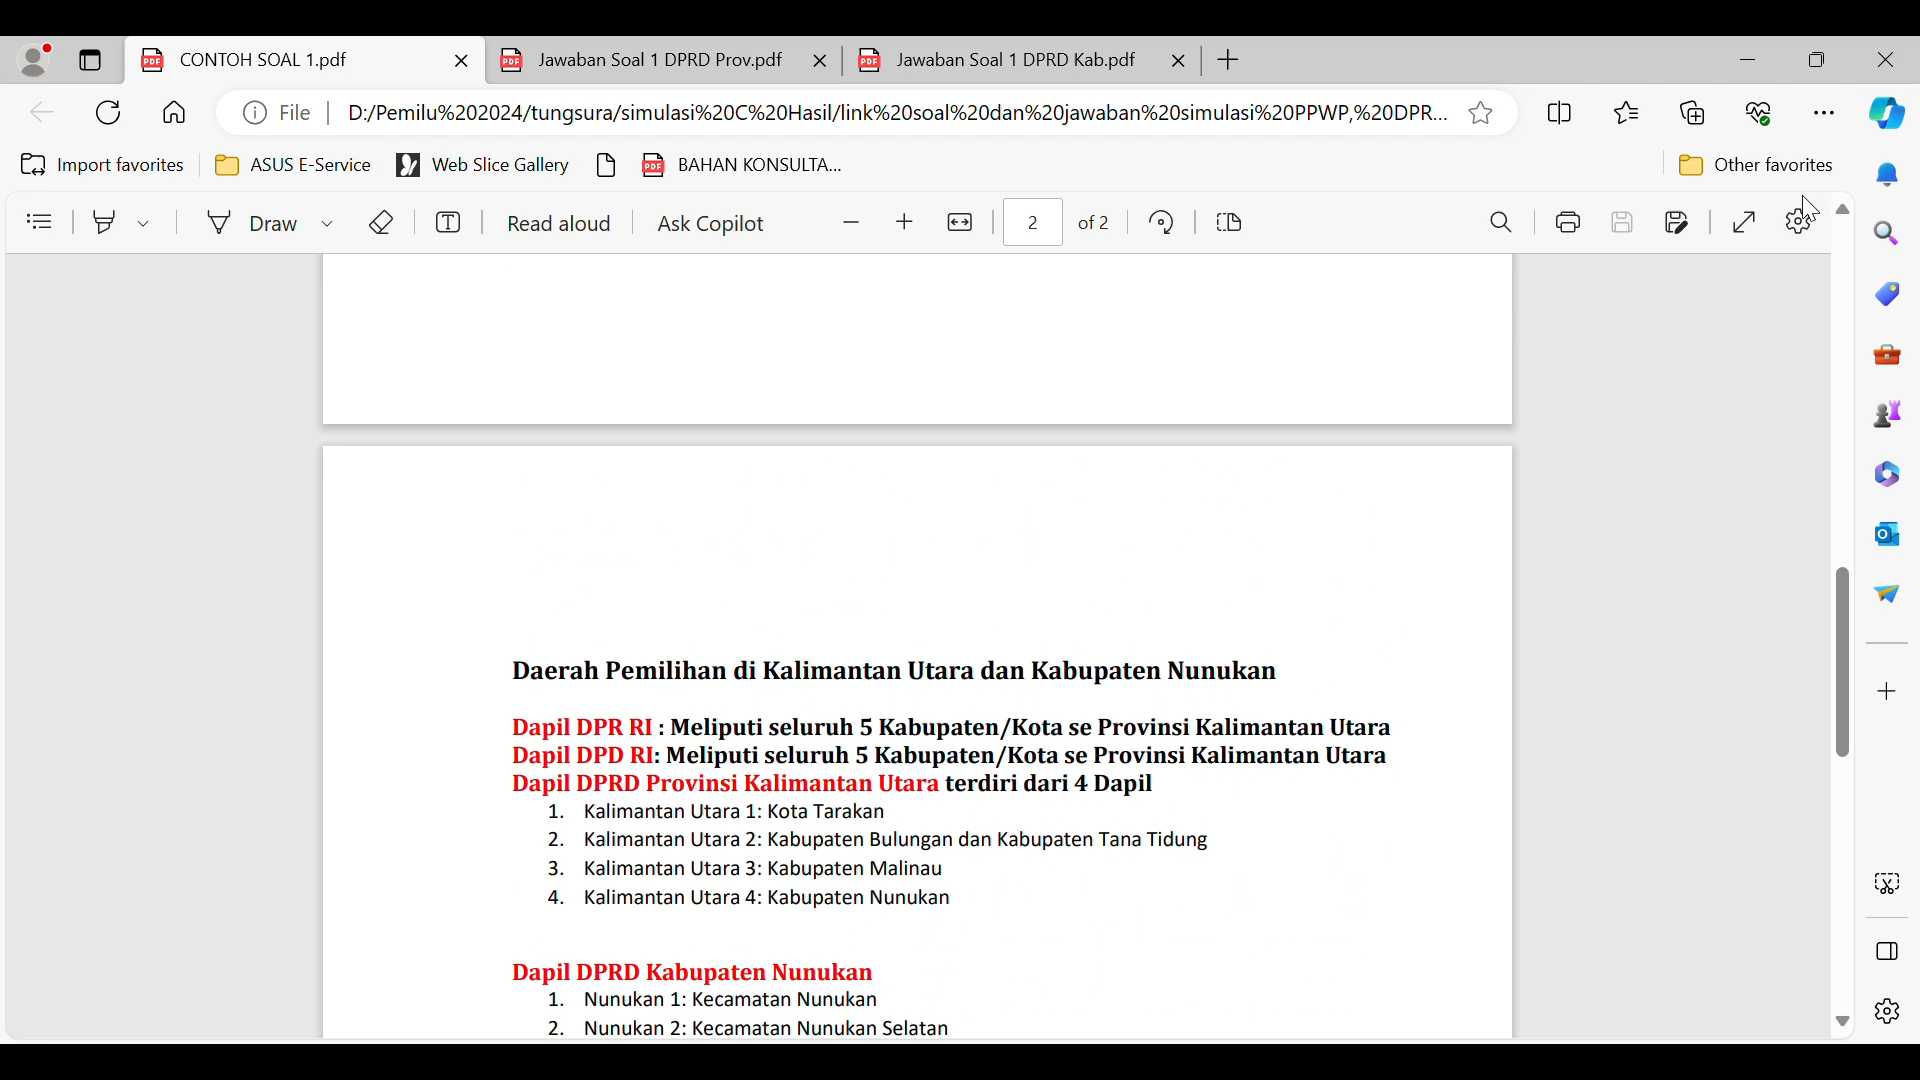 CONTOH SOAL 1.pdf
Jawaban Soal 1 DPRD Prov.pdf
Jawaban Soal 1 DPRD Kab.pdf
File
D:/Pemilu%202024/tungsura/simulasi%20C%20Hasil/link%20soal%20dan%20jawaban%20simulasi%20PPWP,%20DPR...
Import favorites
ASUS E-Service
Web Slice Gallery
BAHAN KONSULTA...
Other favorites
Draw
Read aloud
Ask Copilot
2
of 2
Daerah Pemilihan di Kalimantan Utara dan Kabupaten Nunukan
Dapil DPR RI : Meliputi seluruh 5 Kabupaten/Kota se Provinsi Kalimantan Utara
Dapil DPD RI: Meliputi seluruh 5 Kabupaten/Kota se Provinsi Kalimantan Utara
Dapil DPRD Provinsi Kalimantan Utara terdiri dari 4 Dapil
1. Kalimantan Utara 1: Kota Tarakan
2. Kalimantan Utara 2: Kabupaten Bulungan dan Kabupaten Tana Tidung
3. Kalimantan Utara 3: Kabupaten Malinau
4. Kalimantan Utara 4: Kabupaten Nunukan
Dapil DPRD Kabupaten Nunukan
1. Nunukan 1: Kecamatan Nunukan
2. Nunukan 2: Kecamatan Nunukan Selatan